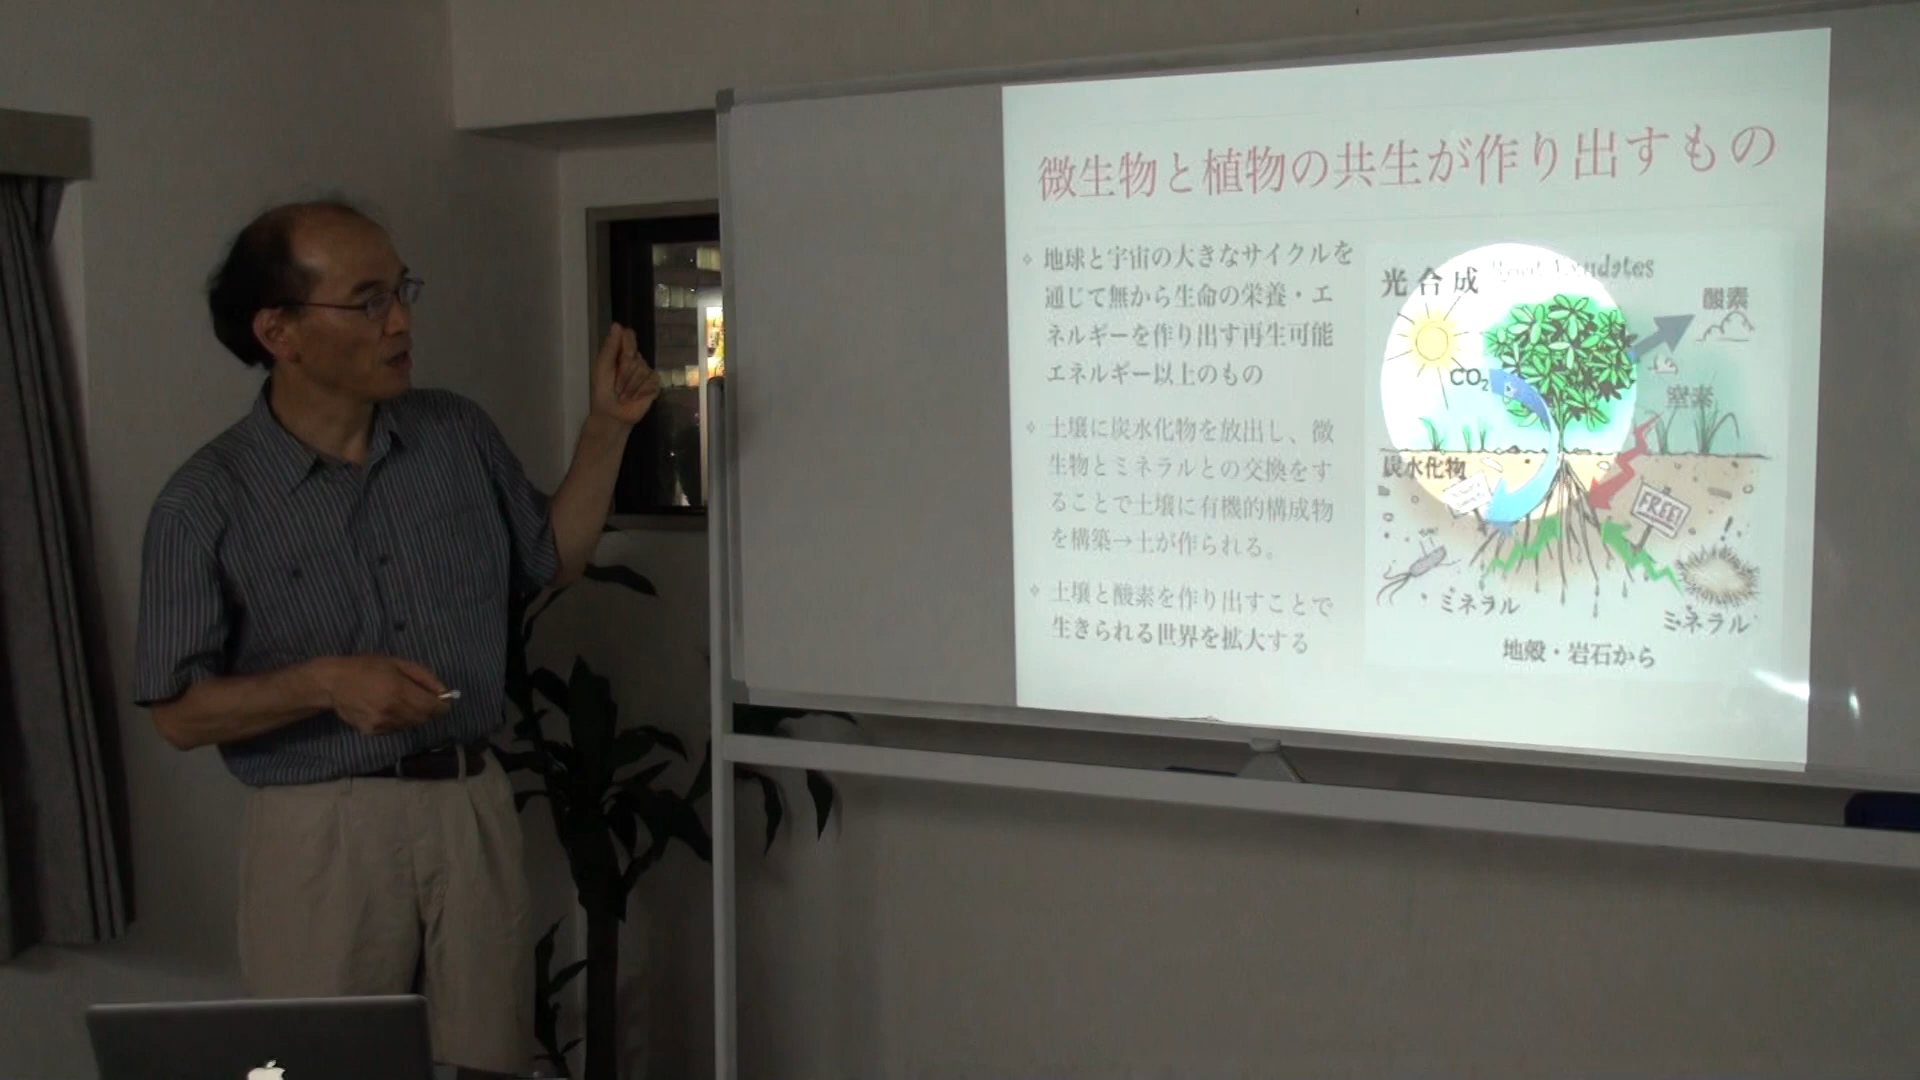 微生物と植物の共生が作り出すもの
地球と宇宙の大きなサイクルを
通じて無から生命の栄養・エ
ネルギーを作り出す再生可能
エネルギー以上のもの
土壌に炭水化物を放出し、微
生物とミネラルとの交換をす
ることで土壌に有機的構成物
を構築→土が作られる。
土壌と酸素を作り出すことで
生きられる世界を拡大する
光合成
Root Exudates
酸素
CO₂
窒素
炭水化物
FREE!
ミネラル
ミネラル
地殻・岩石から